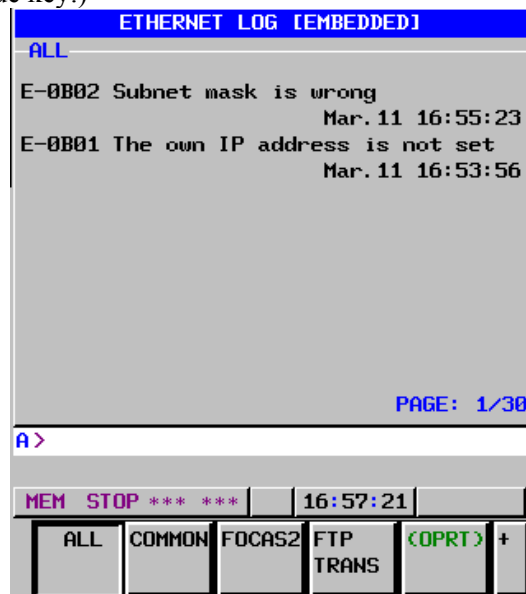 ETHERNET LOG [EMBEDDED]
ALL
E-0B02 Subnet mask is wrong
Mar.11 16:55:23
E-0B01 The own IP address is not set
Mar.11 16:53:56
PAGE: 1/30
A>
MEM STOP *** *** 16:57:21
ALL COMMON FOCAS2 FTP TRANS (OPRT) +